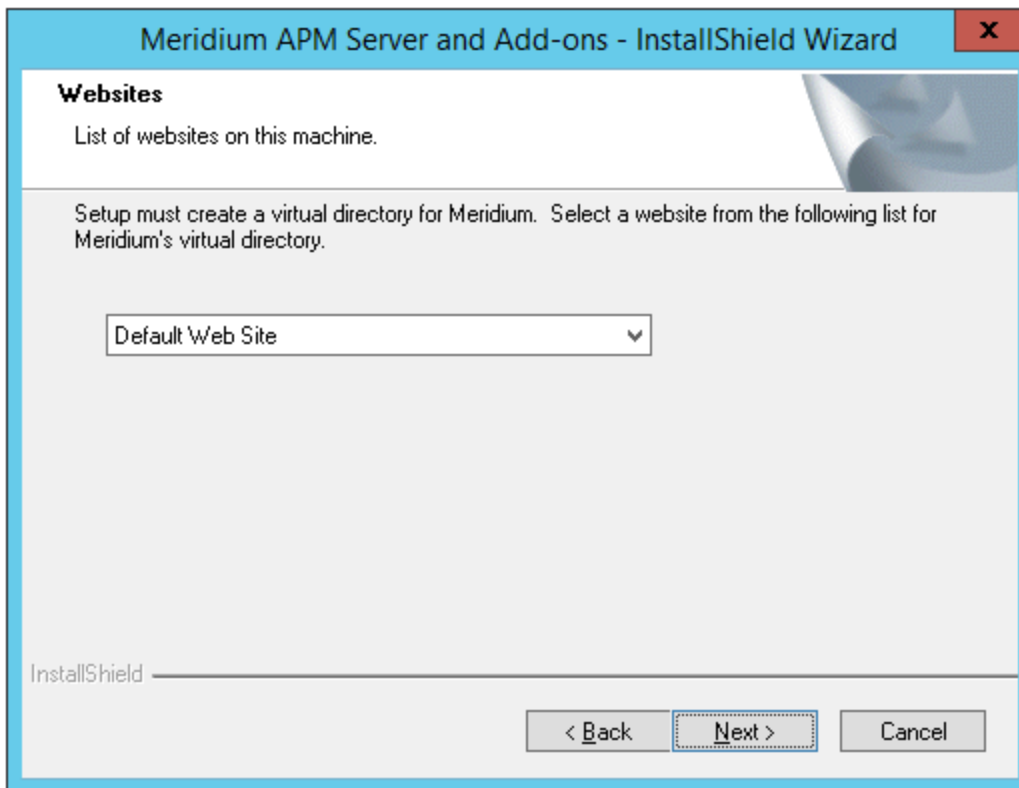 Meridium APM Server and Add-ons - InstallShield Wizard
x
Websites
List of websites on this machine.
Setup must create a virtual directory for Meridium.  Select a website from the following list for
Meridium's virtual directory.
Default Web Site
InstallShield
< Back
Next >
Cancel